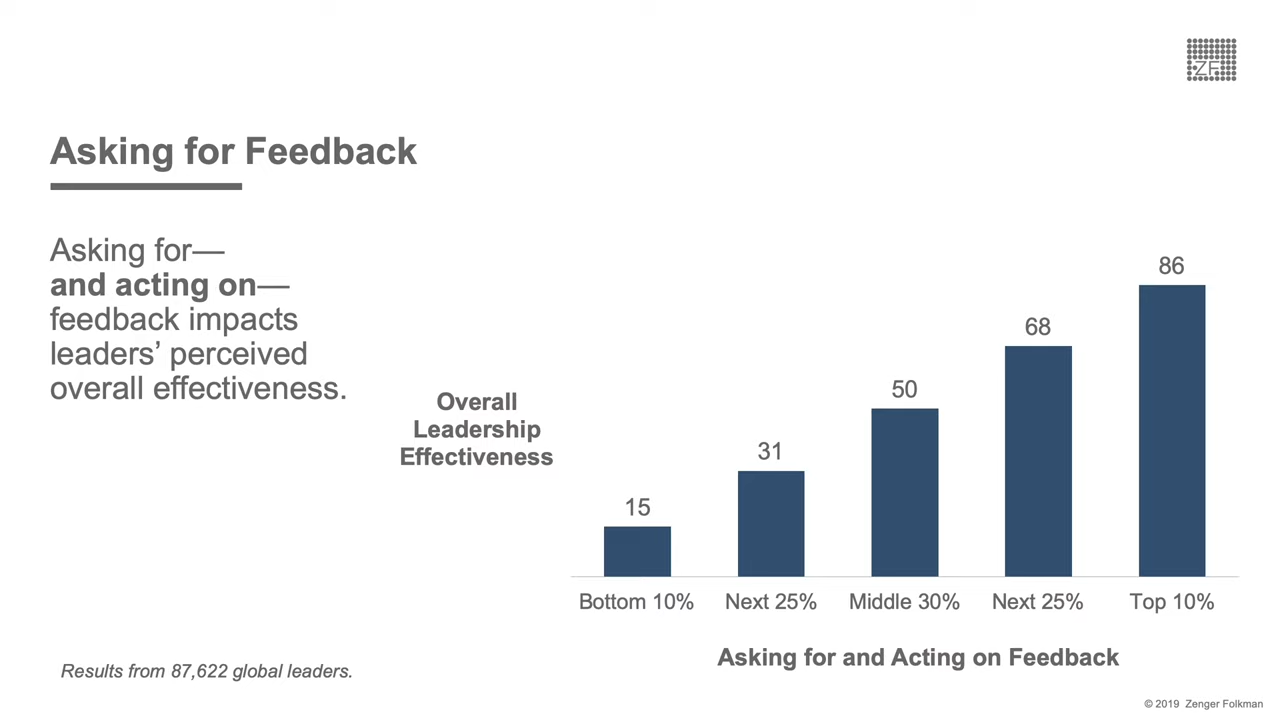 ZF
Asking for Feedback
Asking for—
and acting on—
feedback impacts
leaders’ perceived
overall effectiveness.
Overall
Leadership
Effectiveness
15
31
50
68
86
Bottom 10%
Next 25%
Middle 30%
Next 25%
Top 10%
Asking for and Acting on Feedback
Results from 87,622 global leaders.
© 2019 Zenger Folkman